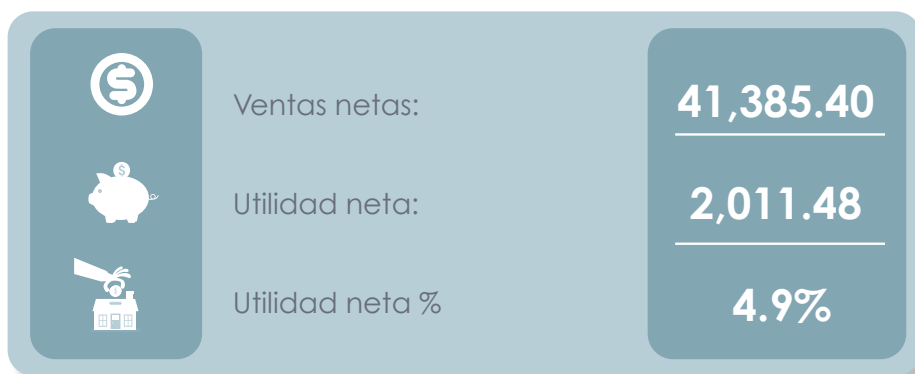 Ventas netas: 41,385.40
Utilidad neta: 2,011.48
Utilidad neta % 4.9%